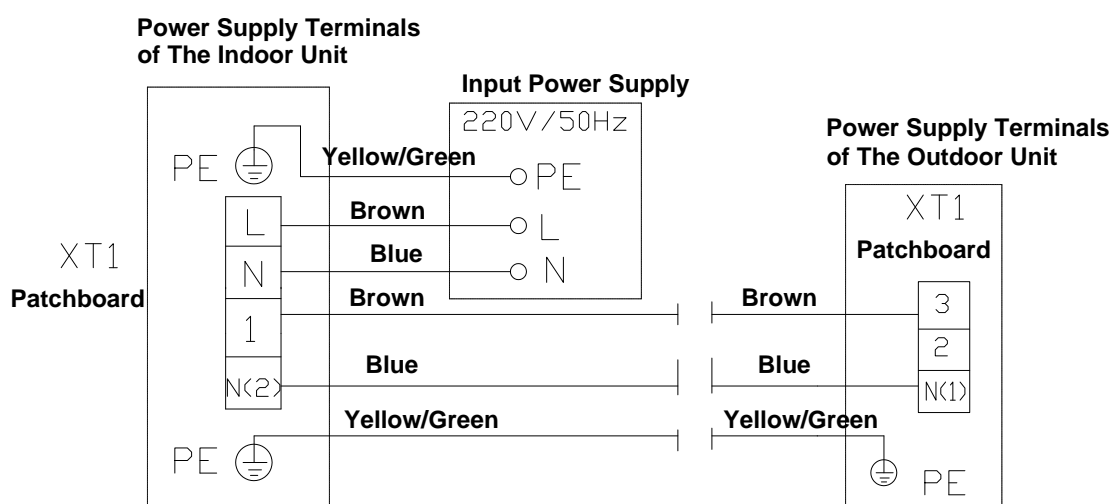 Power Supply Terminals
of The Indoor Unit
Input Power Supply
220V/50Hz
Power Supply Terminals
of The Outdoor Unit
PE
Yellow/Green
PE
XT1
Patchboard
L
Brown
L
N
Blue
N
XT1
Patchboard
1
Brown
Brown
3
2
N(2)
Blue
Blue
N(1)
Yellow/Green
Yellow/Green
PE
PE